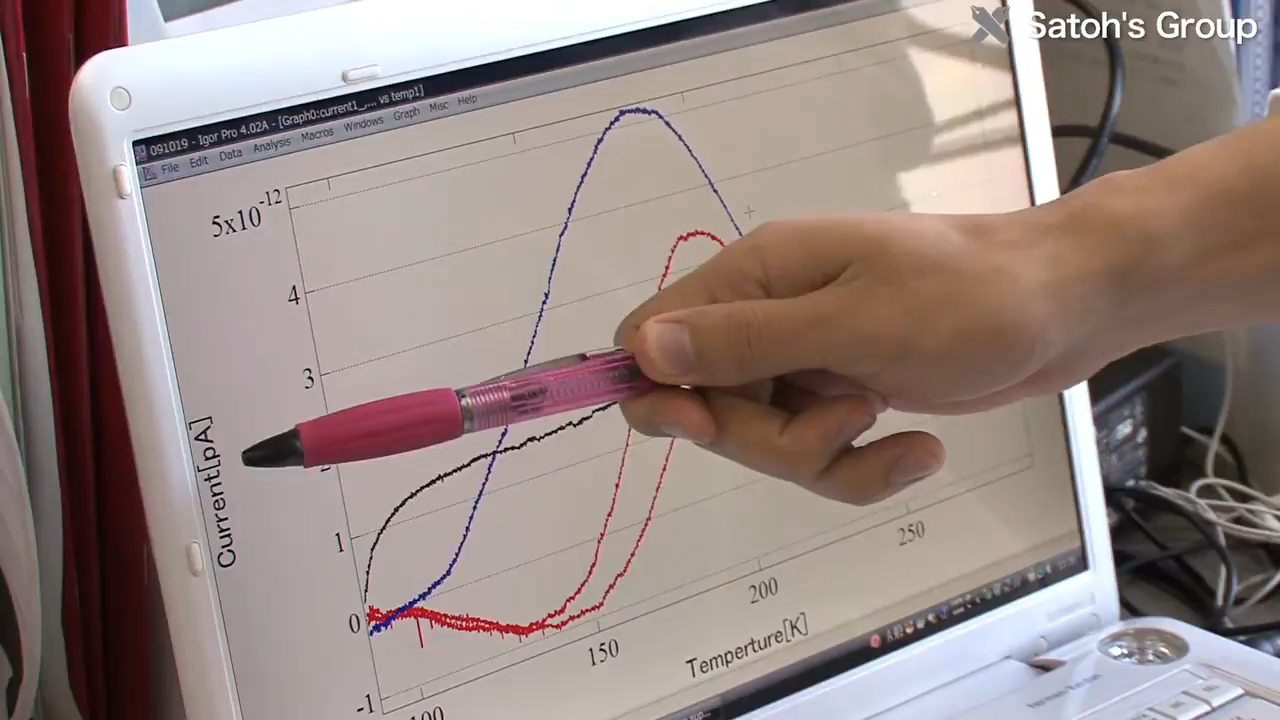 Satoh's Group
091019 - Igor Pro 4.02A - [Graph0:current1_,... vs temp1]
File Edit Data Analysis Macros Windows Graph Misc Help
5x10-12
4
3
1
0
-1
Current[pA]
100
150
200
250
Temperture[K]